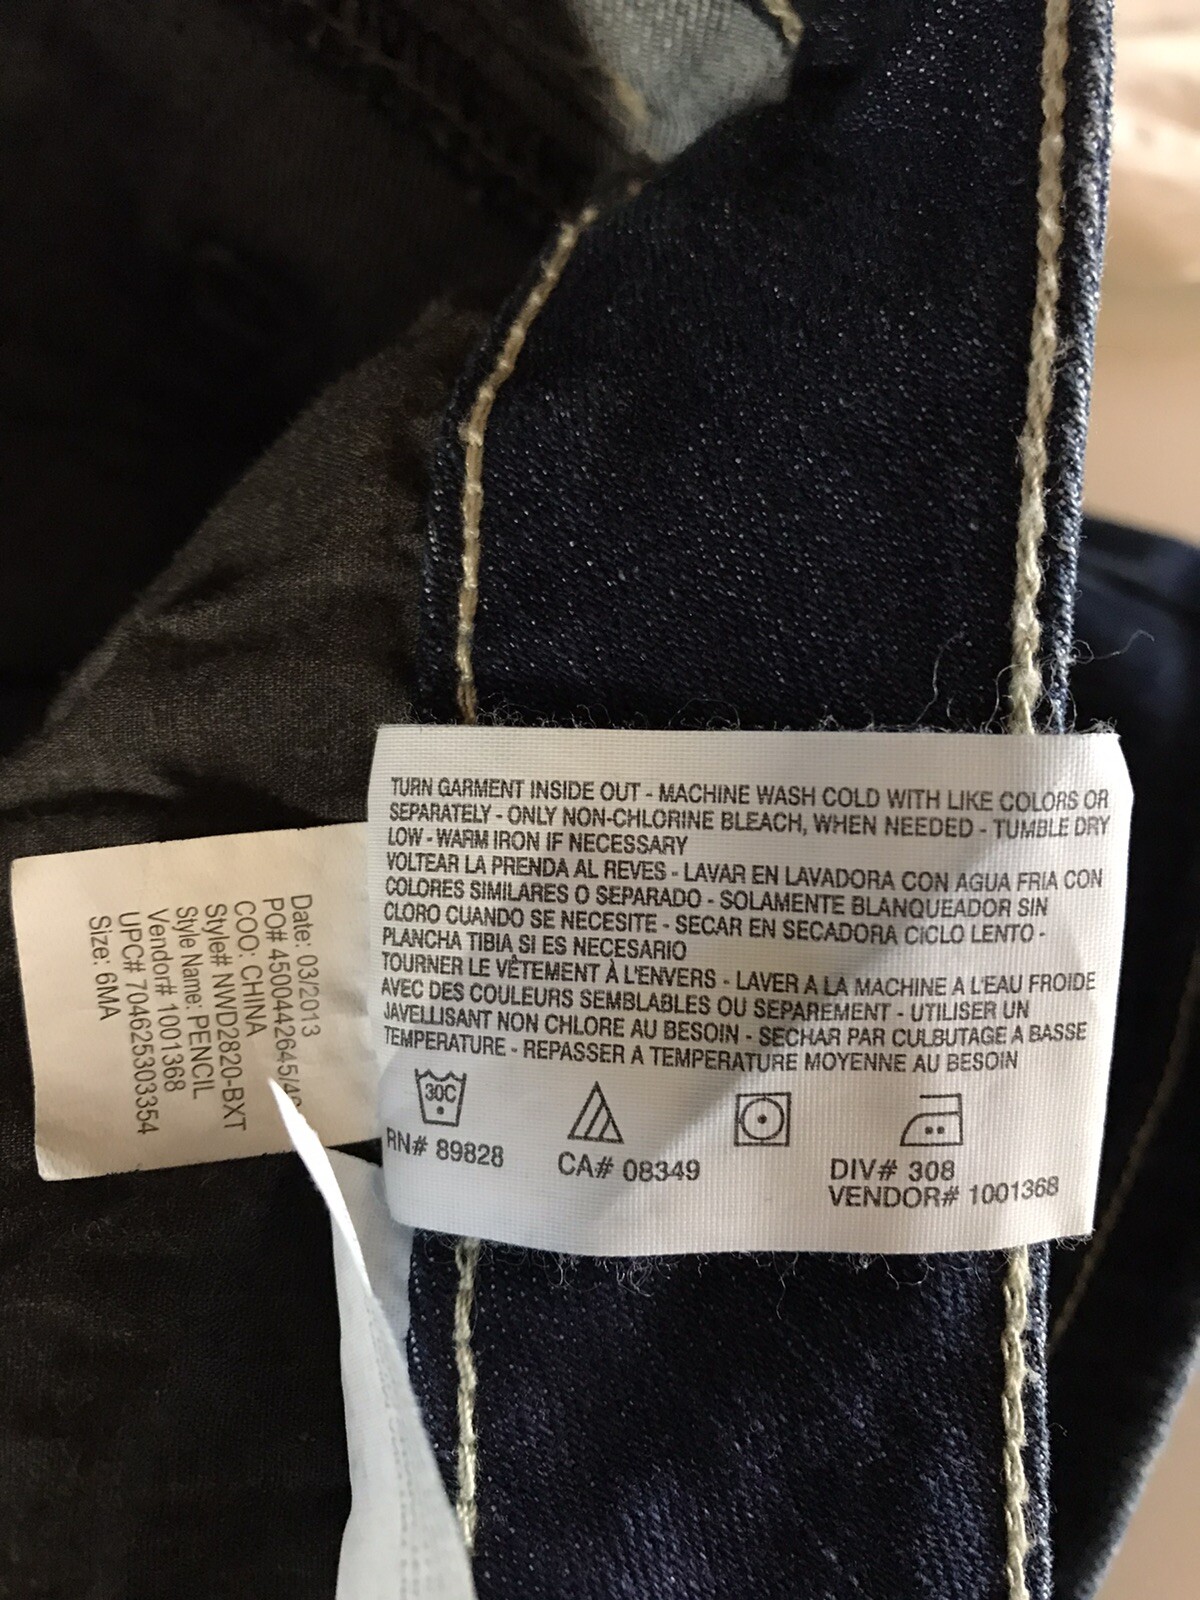 TURN GARMENT INSIDE OUT - MACHINE WASH COLD WITH LIKE COLORS OR
SEPARATELY - ONLY NON-CHLORINE BLEACH, WHEN NEEDED - TUMBLE DRY
LOW - WARM IRON IF NECESSARY
VOLTEAR LA PRENDA AL REVES - LAVAR EN LAVADORA CON AGUA FRIA CON
COLORES SIMILARES O SEPARADO - SOLAMENTE BLANQUEADOR SIN
CLORO CUANDO SE NECESITE - SECAR EN SECADORA CICLO LENTO -
PLANCHA TIBIA SI ES NECESARIO
TOURNER LE VÊTEMENT À L'ENVERS - LAVER A LA MACHINE A L'EAU FROIDE
AVEC DES COULEURS SEMBLABLES OU SEPAREMENT - UTILISER UN
JAVELLISANT NON CHLORE AU BESOIN - SECHAR PAR CULBUTAGE A BASSE
TEMPERATURE - REPASSER A TEMPERATURE MOYENNE AU BESOIN
30C
RN# 89828
CA# 08349
DIV# 308
VENDOR# 1001368
Date: 03/2013
PO# 4500442645/
COO: CHINA
Style# NWD2820-BXT
Style Name: PENCIL
Vendor# 1001368
UPC# 704625303354
Size: 6MA